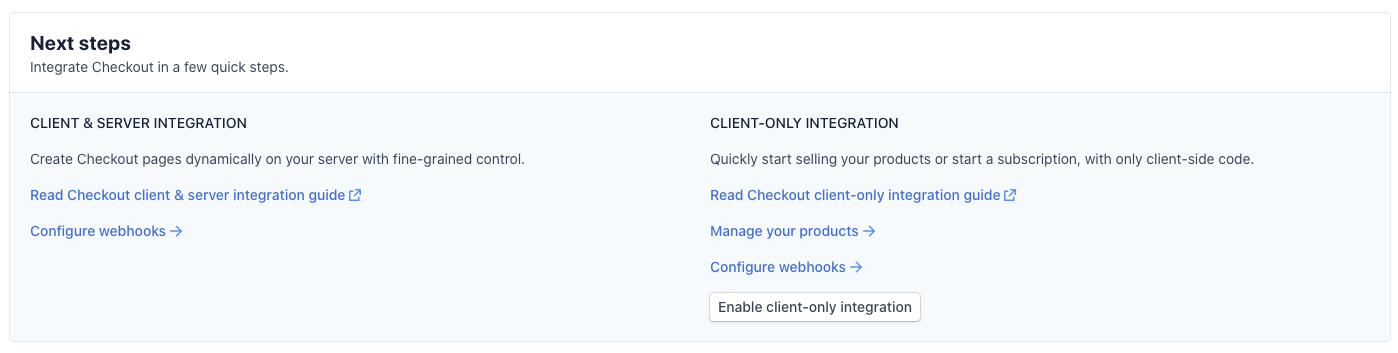 Next steps
Integrate Checkout in a few quick steps.
CLIENT & SERVER INTEGRATION
Create Checkout pages dynamically on your server with fine-grained control.
Read Checkout client & server integration guide
Configure webhooks
CLIENT-ONLY INTEGRATION
Quickly start selling your products or start a subscription, with only client-side code.
Read Checkout client-only integration guide
Manage your products
Configure webhooks
Enable client-only integration